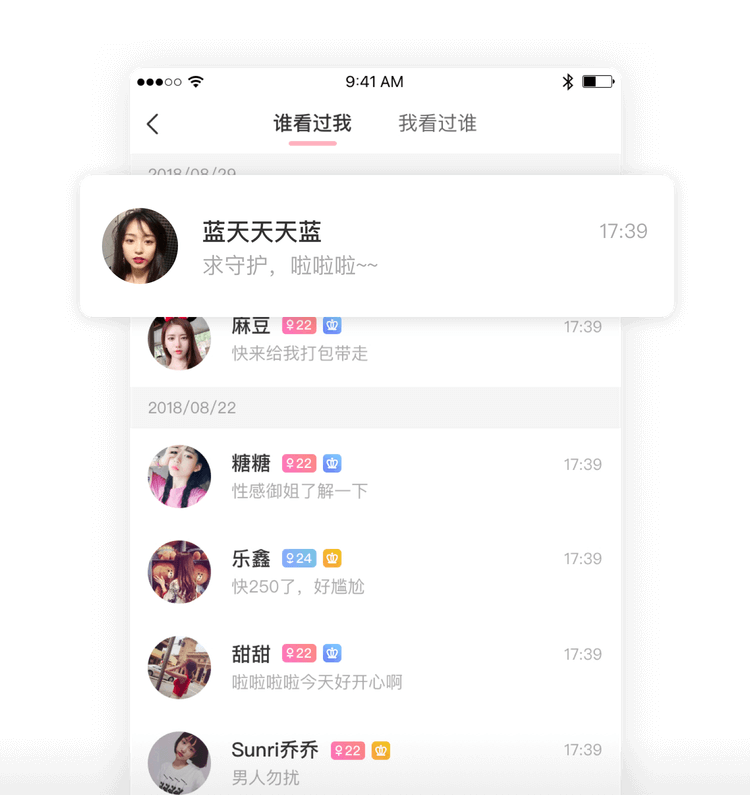 9:41 AM
谁看过我 我看过谁
2018/08/29
蓝天天天蓝 17:39
求守护，啦啦啦~~
麻豆 ♀22 17:39
快来给我打包带走
2018/08/22
糖糖 ♀22 17:39
性感御姐了解一下
乐鑫 ♀24 17:39
快250了，好尴尬
甜甜 ♀22 17:39
啦啦啦啦今天好开心啊
Sunri乔乔 ♀22 17:39
男人勿扰